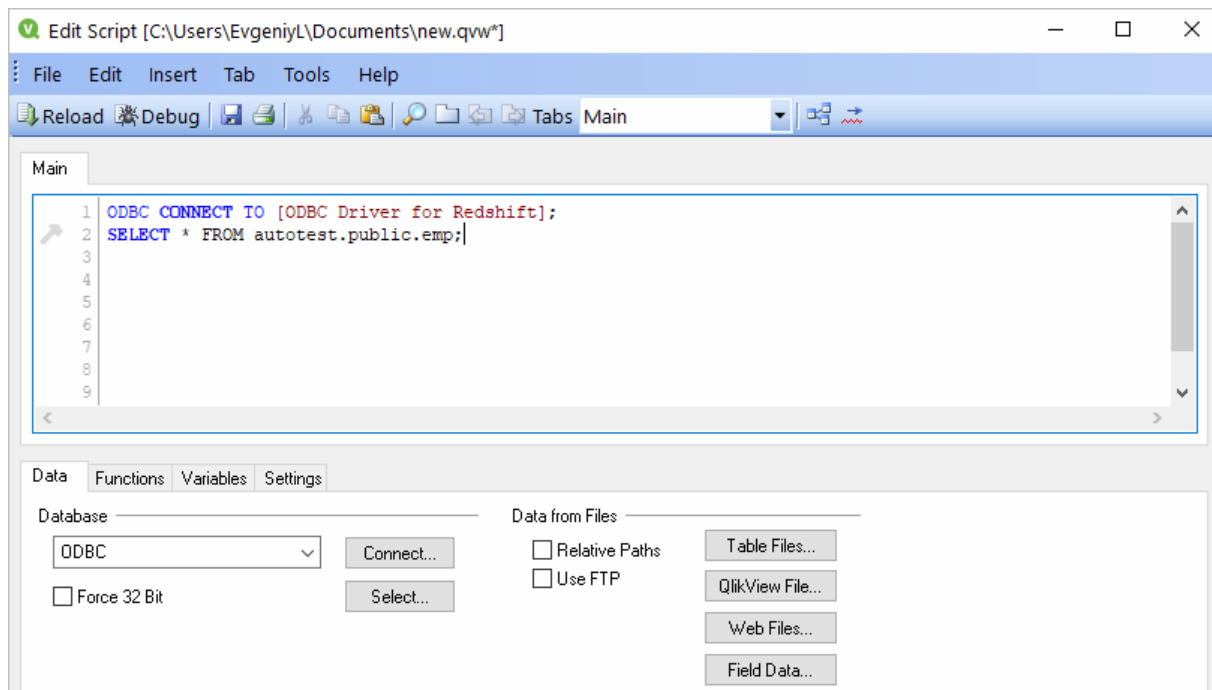 Edit Script [C:\Users\EvgeniyL\Documents\new.qvw*]
File Edit Insert Tab Tools Help
Reload Debug Tabs Main
Main
1 ODBC CONNECT TO [ODBC Driver for Redshift];
2 SELECT * FROM autotest.public.emp;
3
4
5
6
7
8
9
Data Functions Variables Settings
Database Data from Files
ODBC Connect... Relative Paths Table Files...
Force 32 Bit Select... Use FTP QlikView File...
Web Files...
Field Data...